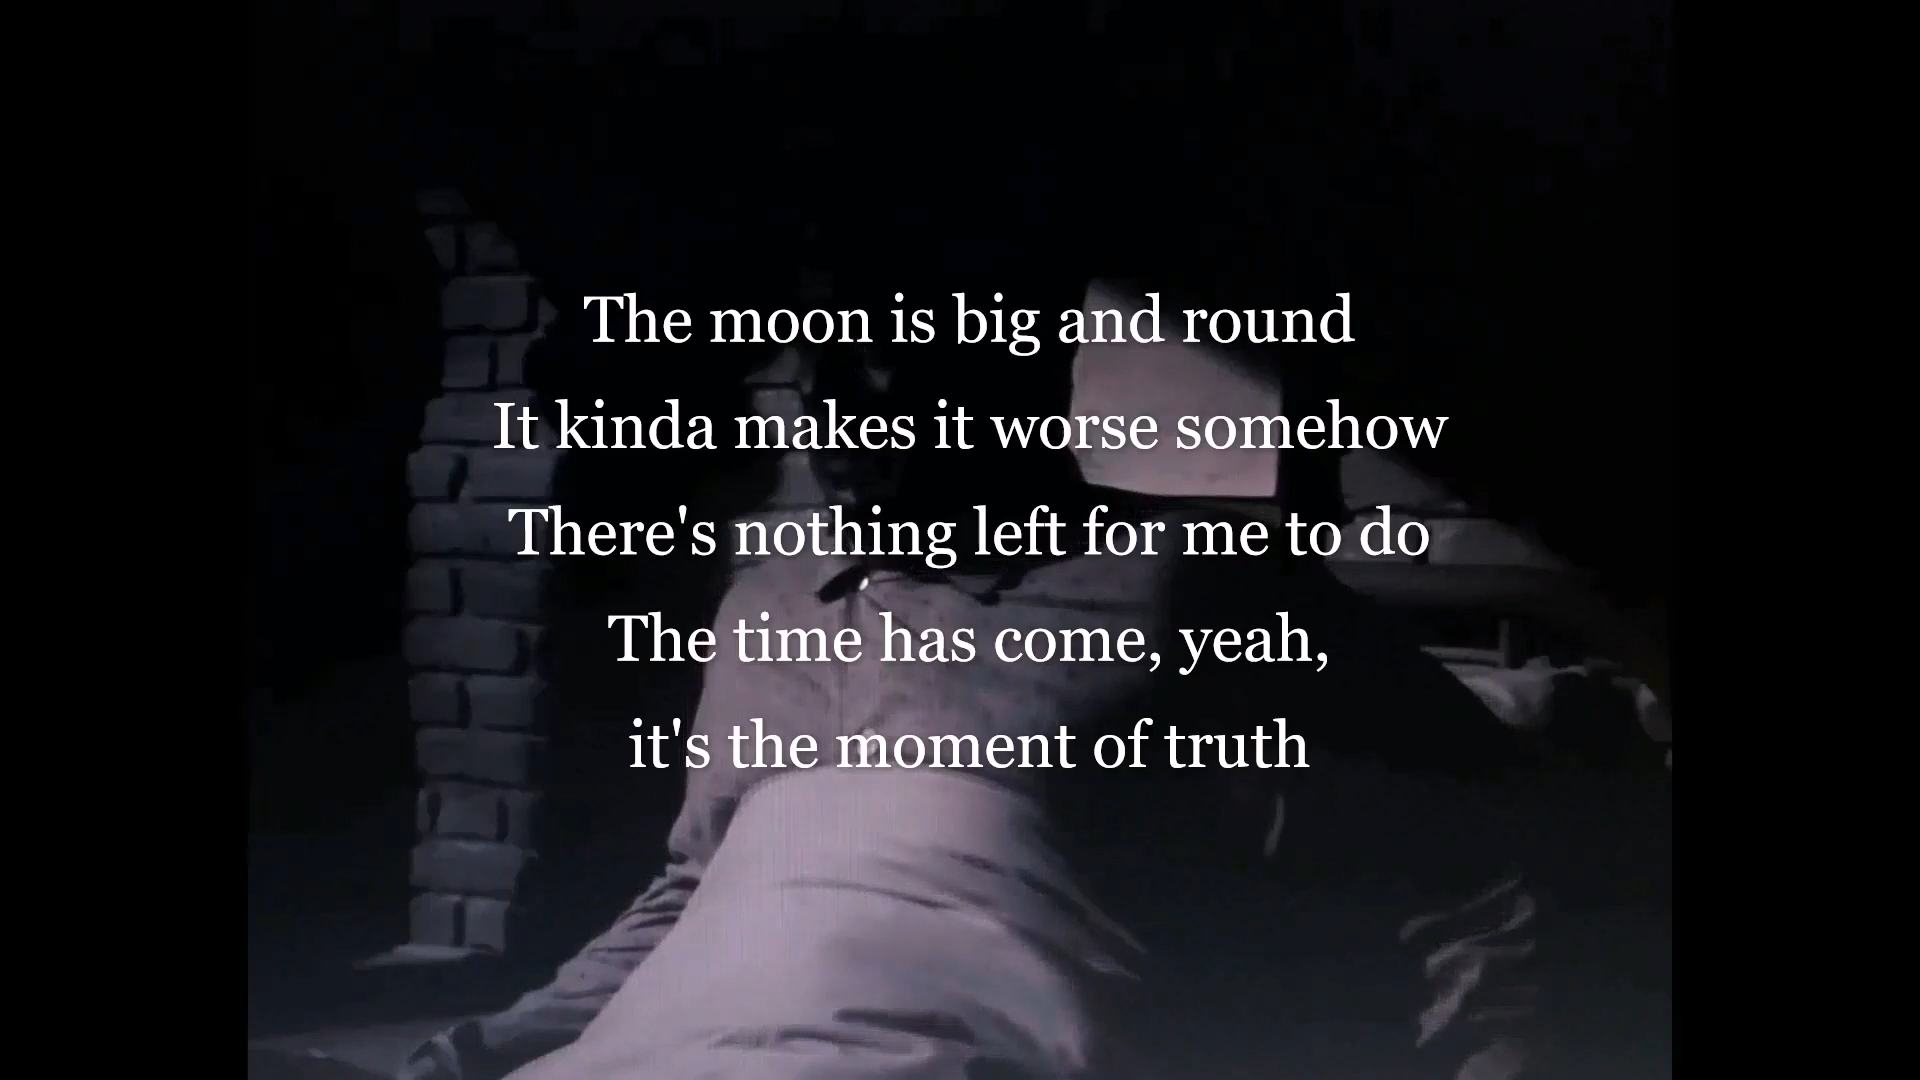 The moon is big and round
It kinda makes it worse somehow
There's nothing left for me to do
The time has come, yeah,
it's the moment of truth